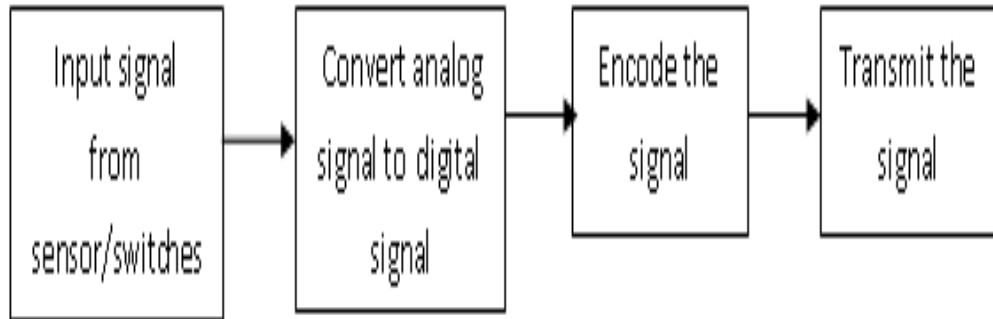 Input signal
from
sensor/switches
Convert analog
signal to digital
signal
Encode the
signal
Transmit the
signal